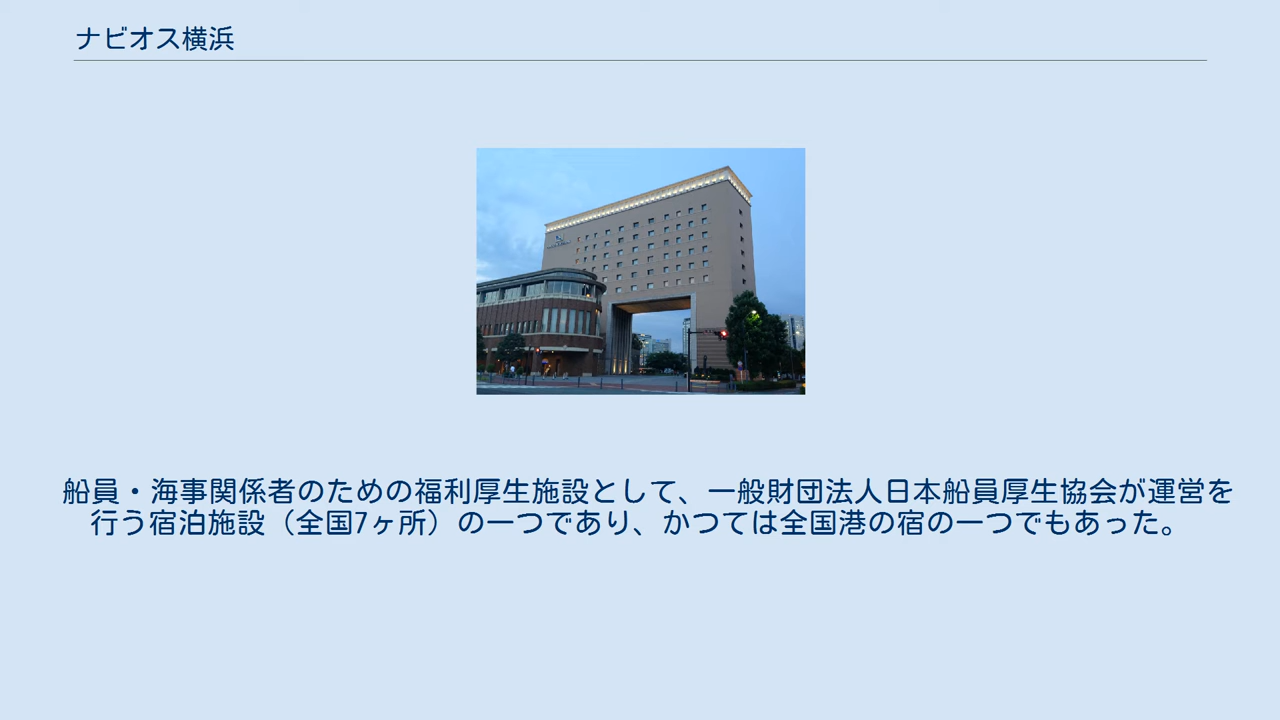 ナビオス横浜
船員・海事関係者のための福利厚生施設として、一般財団法人日本船員厚生協会が運営を
行う宿泊施設（全国7ヶ所）の一つであり、かつては全国港の宿の一つでもあった。